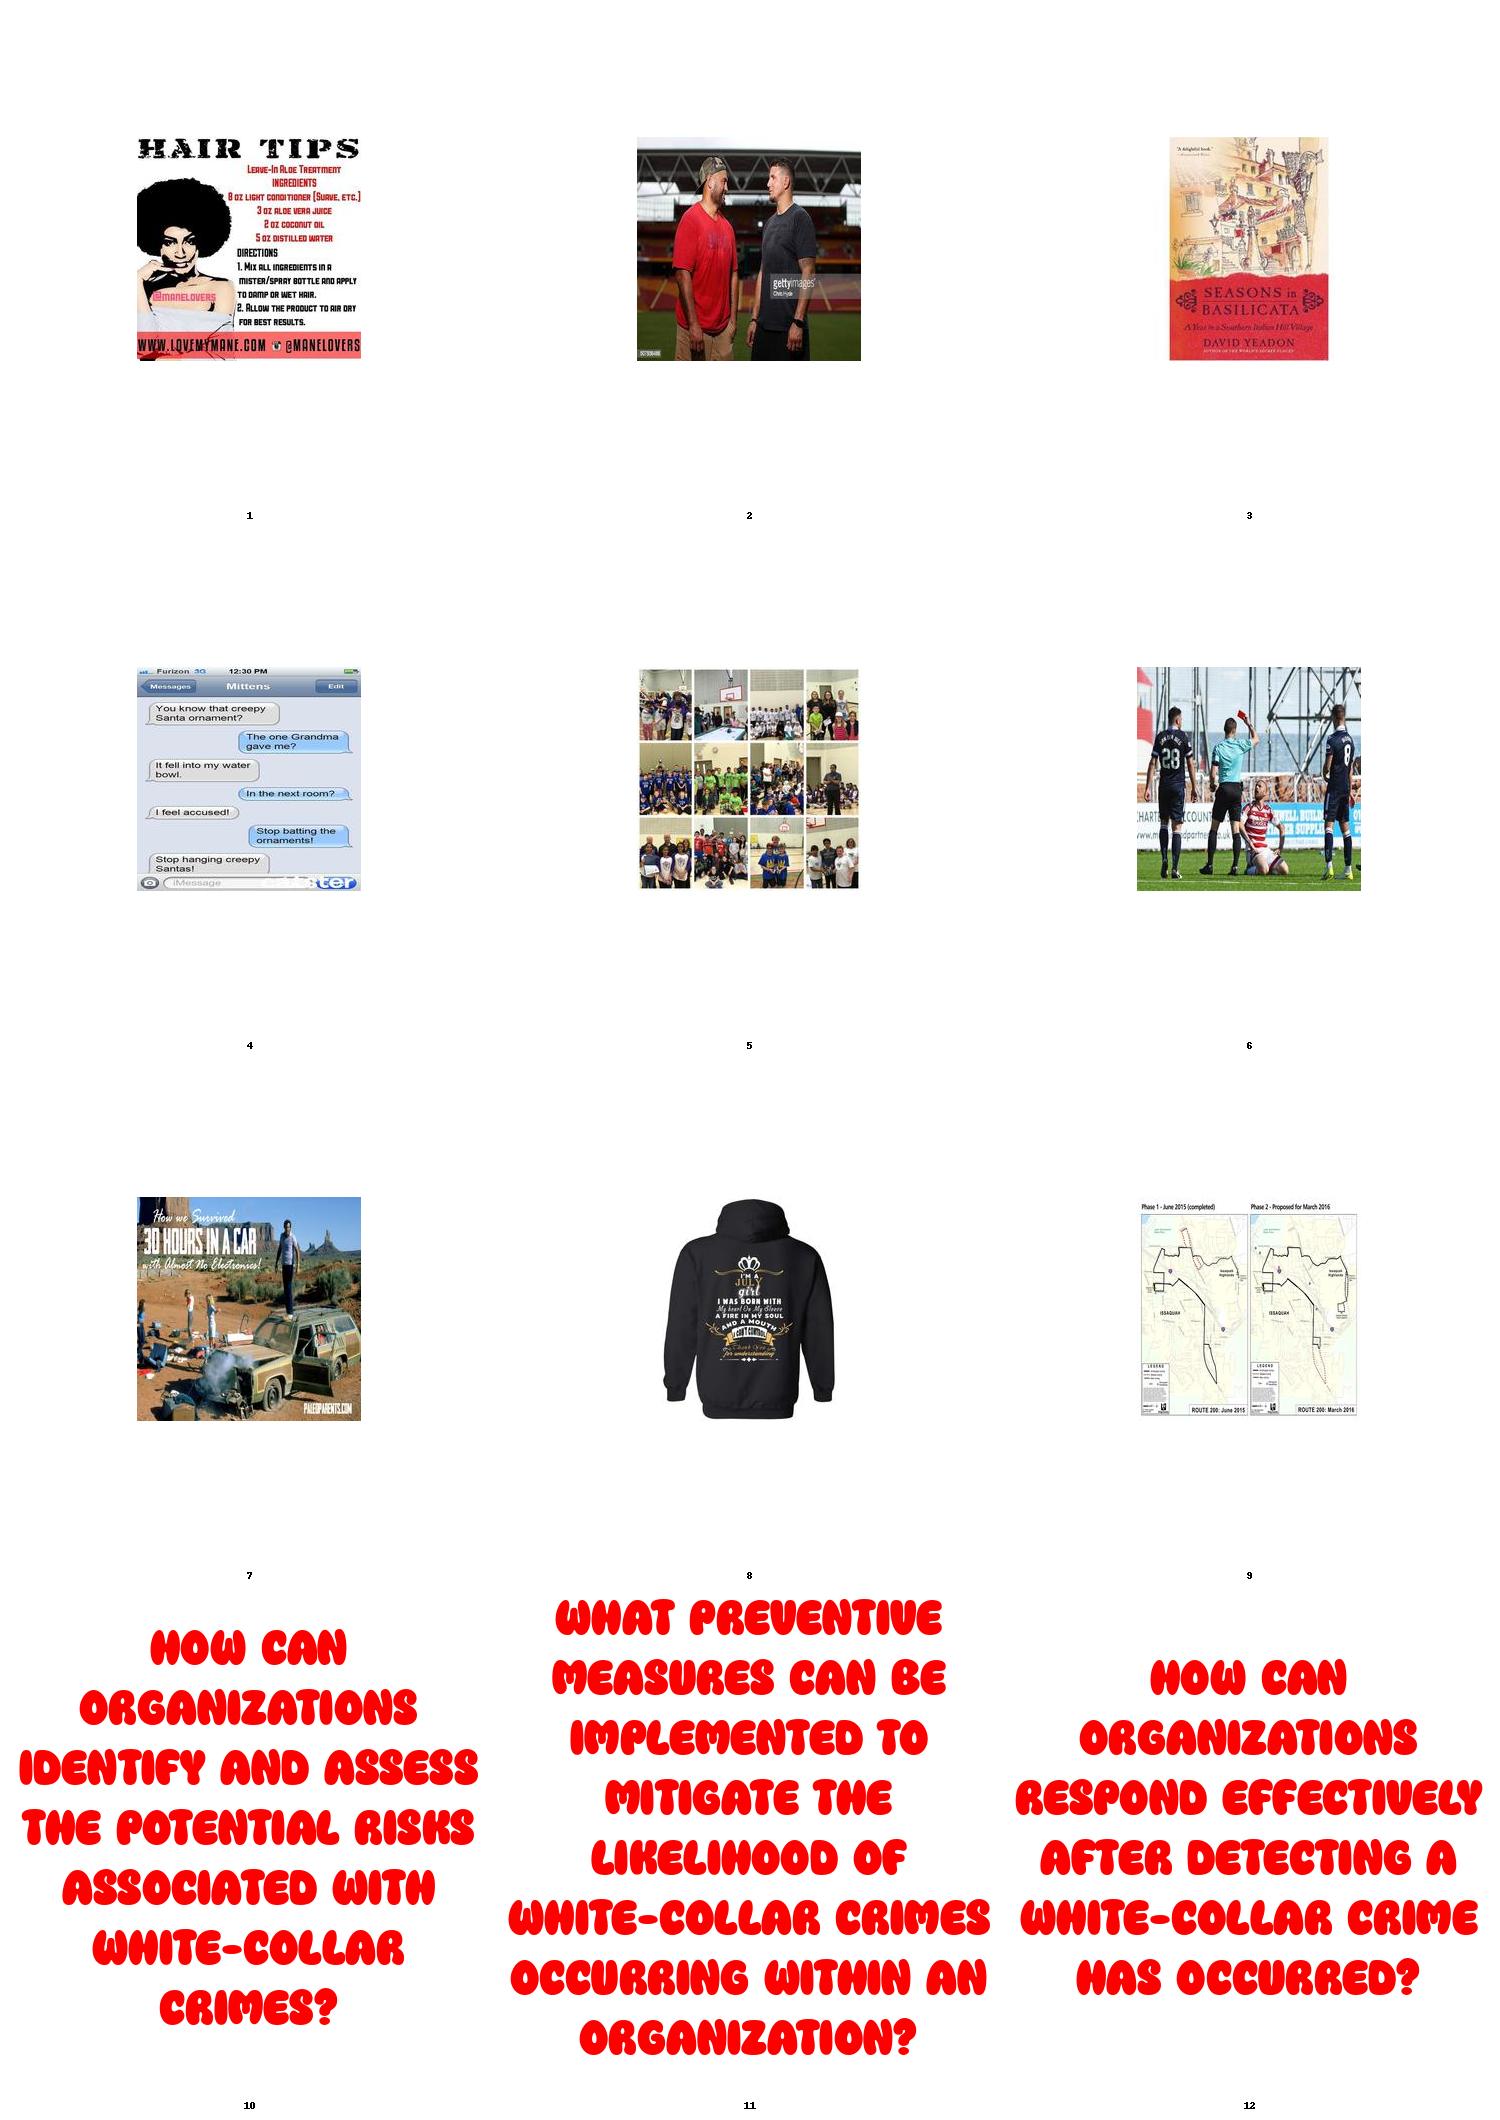 HAIR TIPS
LEAVE-IN ALOE TREATMENT
INGREDIENTS
8 OZ LIGHT CONDITIONER (SUAVE, ETC.)
3 OZ ALOE VERA JUICE
2 OZ COCONUT OIL
5 OZ DISTILLED WATER
DIRECTIONS
1. MIX ALL INGREDIENTS IN A
MISTER/SPRAY BOTTLE AND APPLY
TO DAMP OR WET HAIR.
2. ALLOW THE PRODUCT TO AIR DRY
FOR BEST RESULTS.
@MANELOVERS
WWW.LOVEMYMANE.COM @MANELOVERS
1
gettyimages
Chris Hyde
2
"A delightful book."
SEASONS in
BASILICATA
A Year in a Southern Italian Hill Village
DAVID YEADON
AUTHOR OF THE WORLD'S SECRET PLACES
3
Furizon 3G 12:30 PM
Messages Mittens Edit
You know that creepy
Santa ornament?
The one Grandma
gave me?
It fell into my water
bowl.
In the next room?
I feel accused!
Stop batting the
ornaments!
Stop hanging creepy
Santas!
iMessage
4
5
28
8
6
How we Survived
30 HOURS IN A CAR
with Almost No Electronics!
PALEOPARENTS.COM
7
I'M A
JULY
girl
I WAS BORN WITH
My heart On My Sleeve
A FIRE IN MY SOUL
AND A MOUTH
I CAN'T CONTROL
Thank You
for understanding
8
Phase 1 - June 2015 (completed) Phase 2 - Proposed for March 2016
ISSAQUAH
ISSAQUAH
LEGEND
LEGEND
ROUTE 200: June 2015
ROUTE 200: March 2016
9
HOW CAN
ORGANIZATIONS
IDENTIFY AND ASSESS
THE POTENTIAL RISKS
ASSOCIATED WITH
WHITE-COLLAR
CRIMES?
10
WHAT PREVENTIVE
MEASURES CAN BE
IMPLEMENTED TO
MITIGATE THE
LIKELIHOOD OF
WHITE-COLLAR CRIMES
OCCURRING WITHIN AN
ORGANIZATION?
11
HOW CAN
ORGANIZATIONS
RESPOND EFFECTIVELY
AFTER DETECTING A
WHITE-COLLAR CRIME
HAS OCCURRED?
12